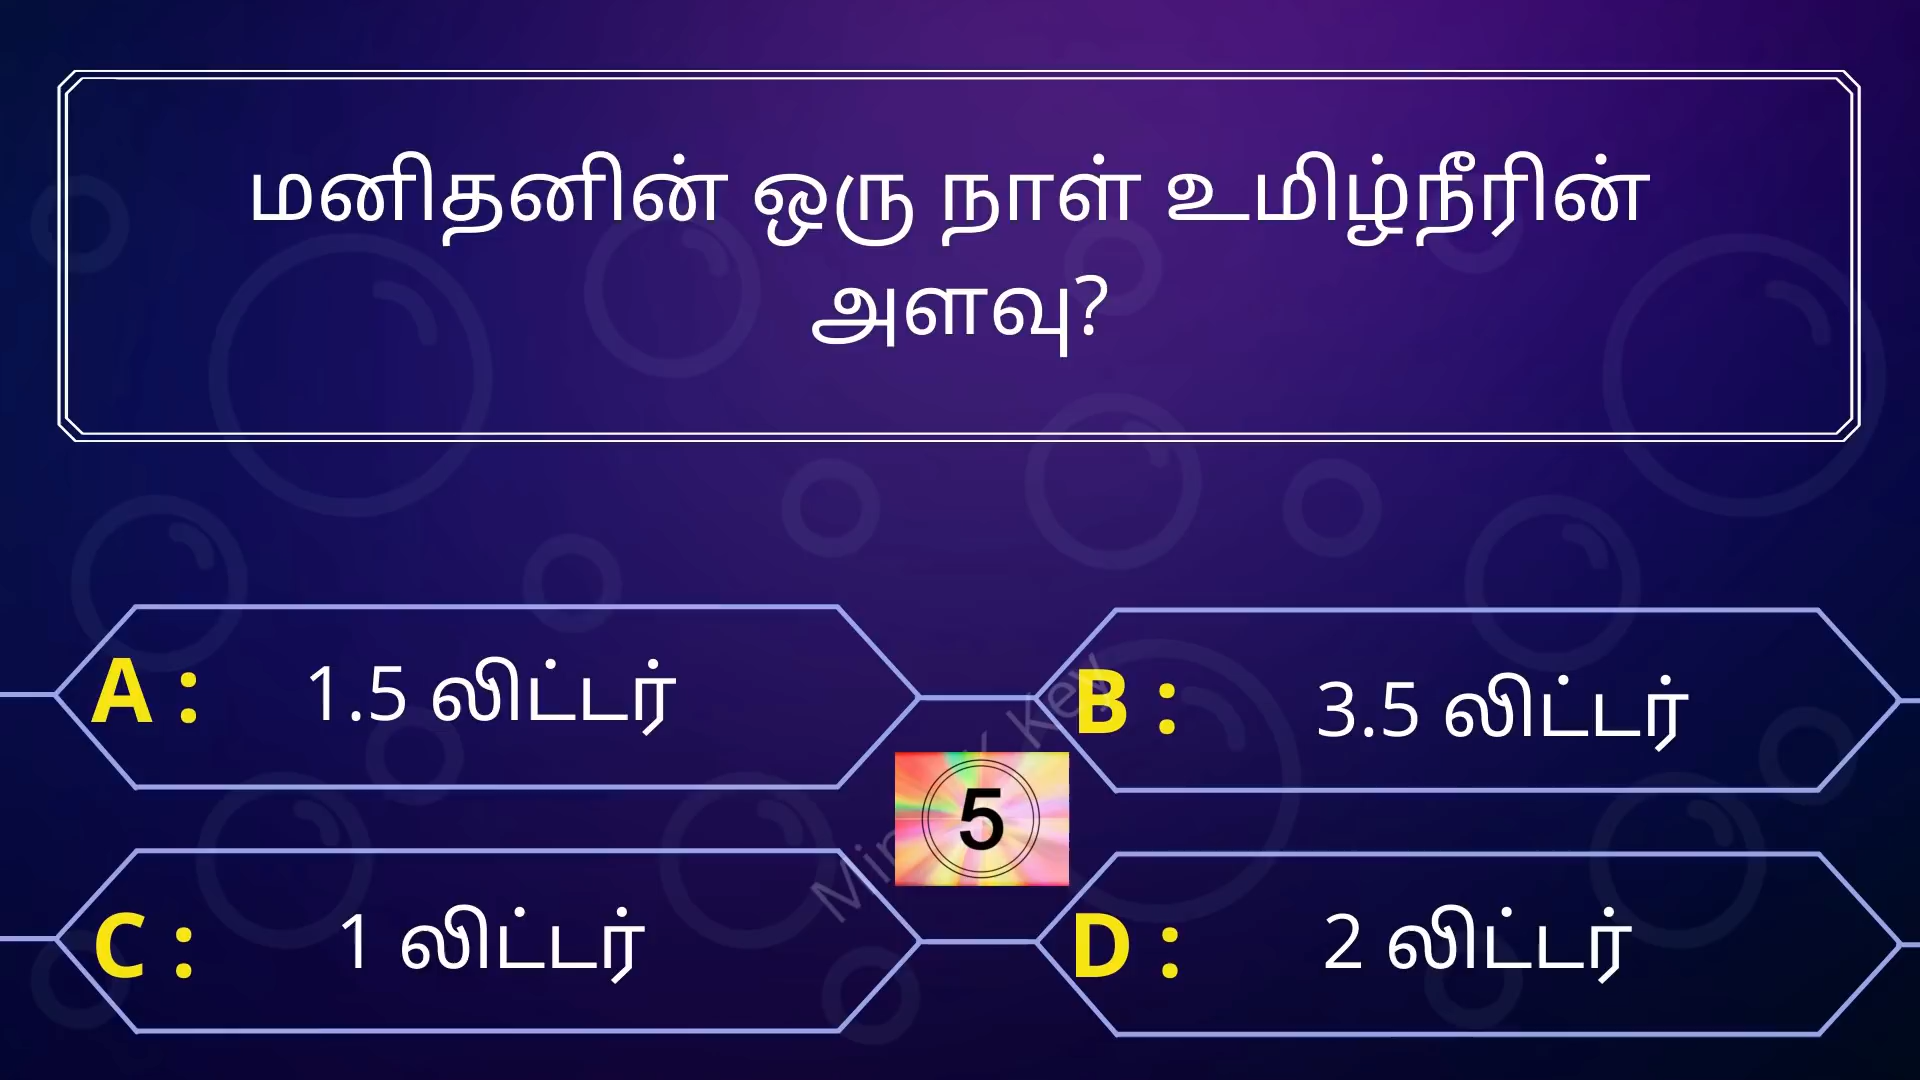 மனிதனின் ஒரு நாள் உமிழ்நீரின்
அளவு?
A : 1.5 லிட்டர்
B : 3.5 லிட்டர்
5
C : 1 லிட்டர்
D : 2 லிட்டர்